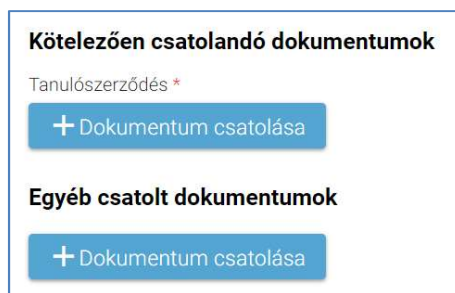 Kötelezően csatolandó dokumentumok
Tanulószerződés *
+ Dokumentum csatolása
Egyéb csatolt dokumentumok
+ Dokumentum csatolása